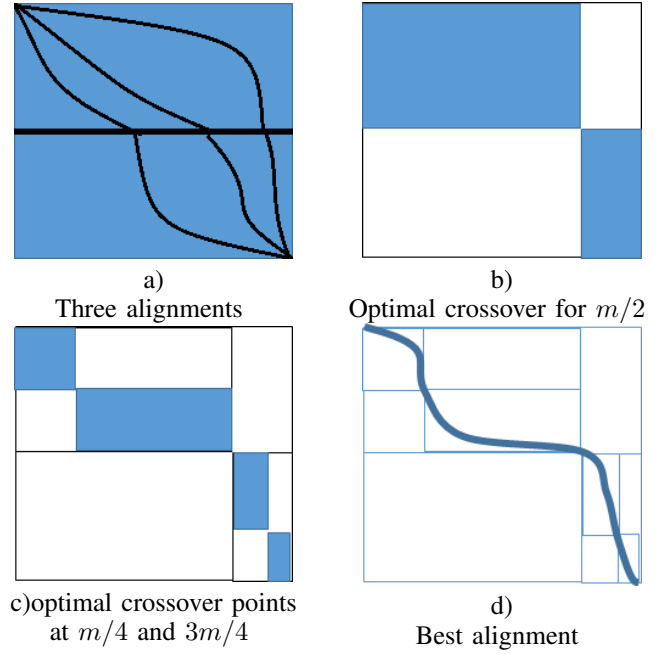 a)
Three alignments
b)
Optimal crossover for m/2
c)optimal crossover points
at m/4 and 3m/4
d)
Best alignment